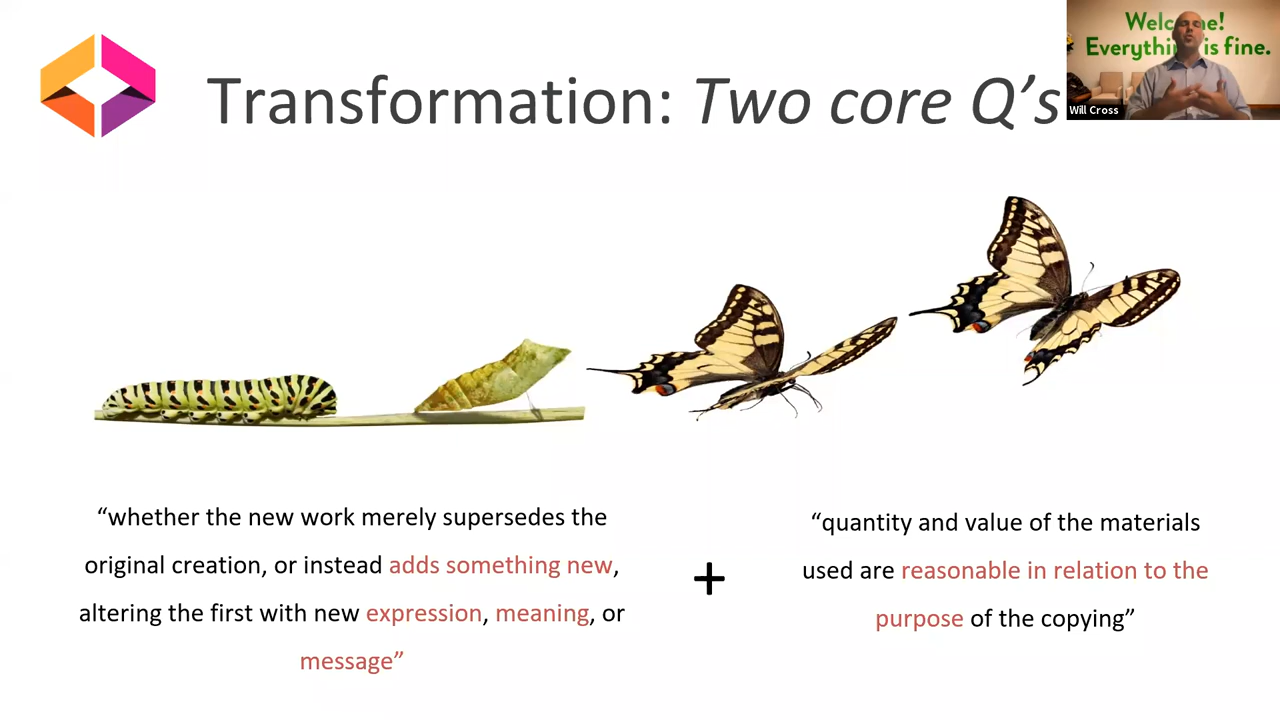 Welcome!
Everything is fine.
Will Cross
Transformation: Two core Q's
“whether the new work merely supersedes the
original creation, or instead adds something new,
altering the first with new expression, meaning, or
message”
+
“quantity and value of the materials
used are reasonable in relation to the
purpose of the copying”